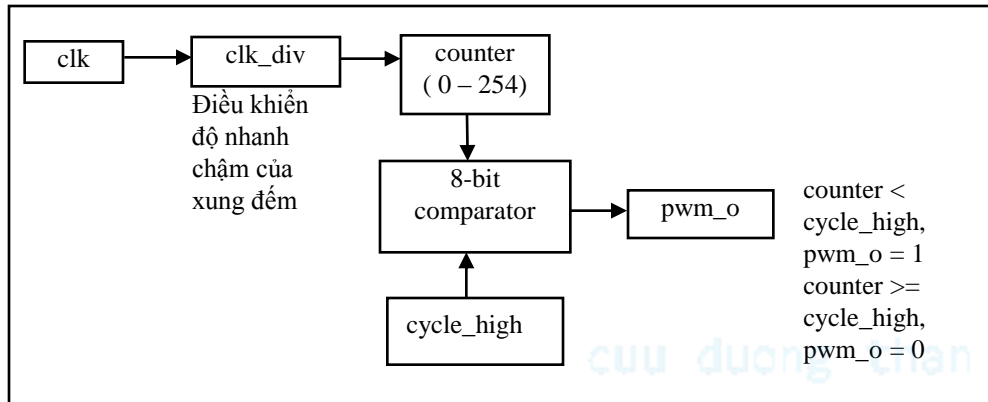 clk
clk_div
Điều khiển
độ nhanh
chậm của
xung đếm
counter
( 0 – 254)
8-bit
comparator
cycle_high
pwm_o
counter <
cycle_high,
pwm_o = 1
counter >=
cycle_high,
pwm_o = 0
cuu duong than